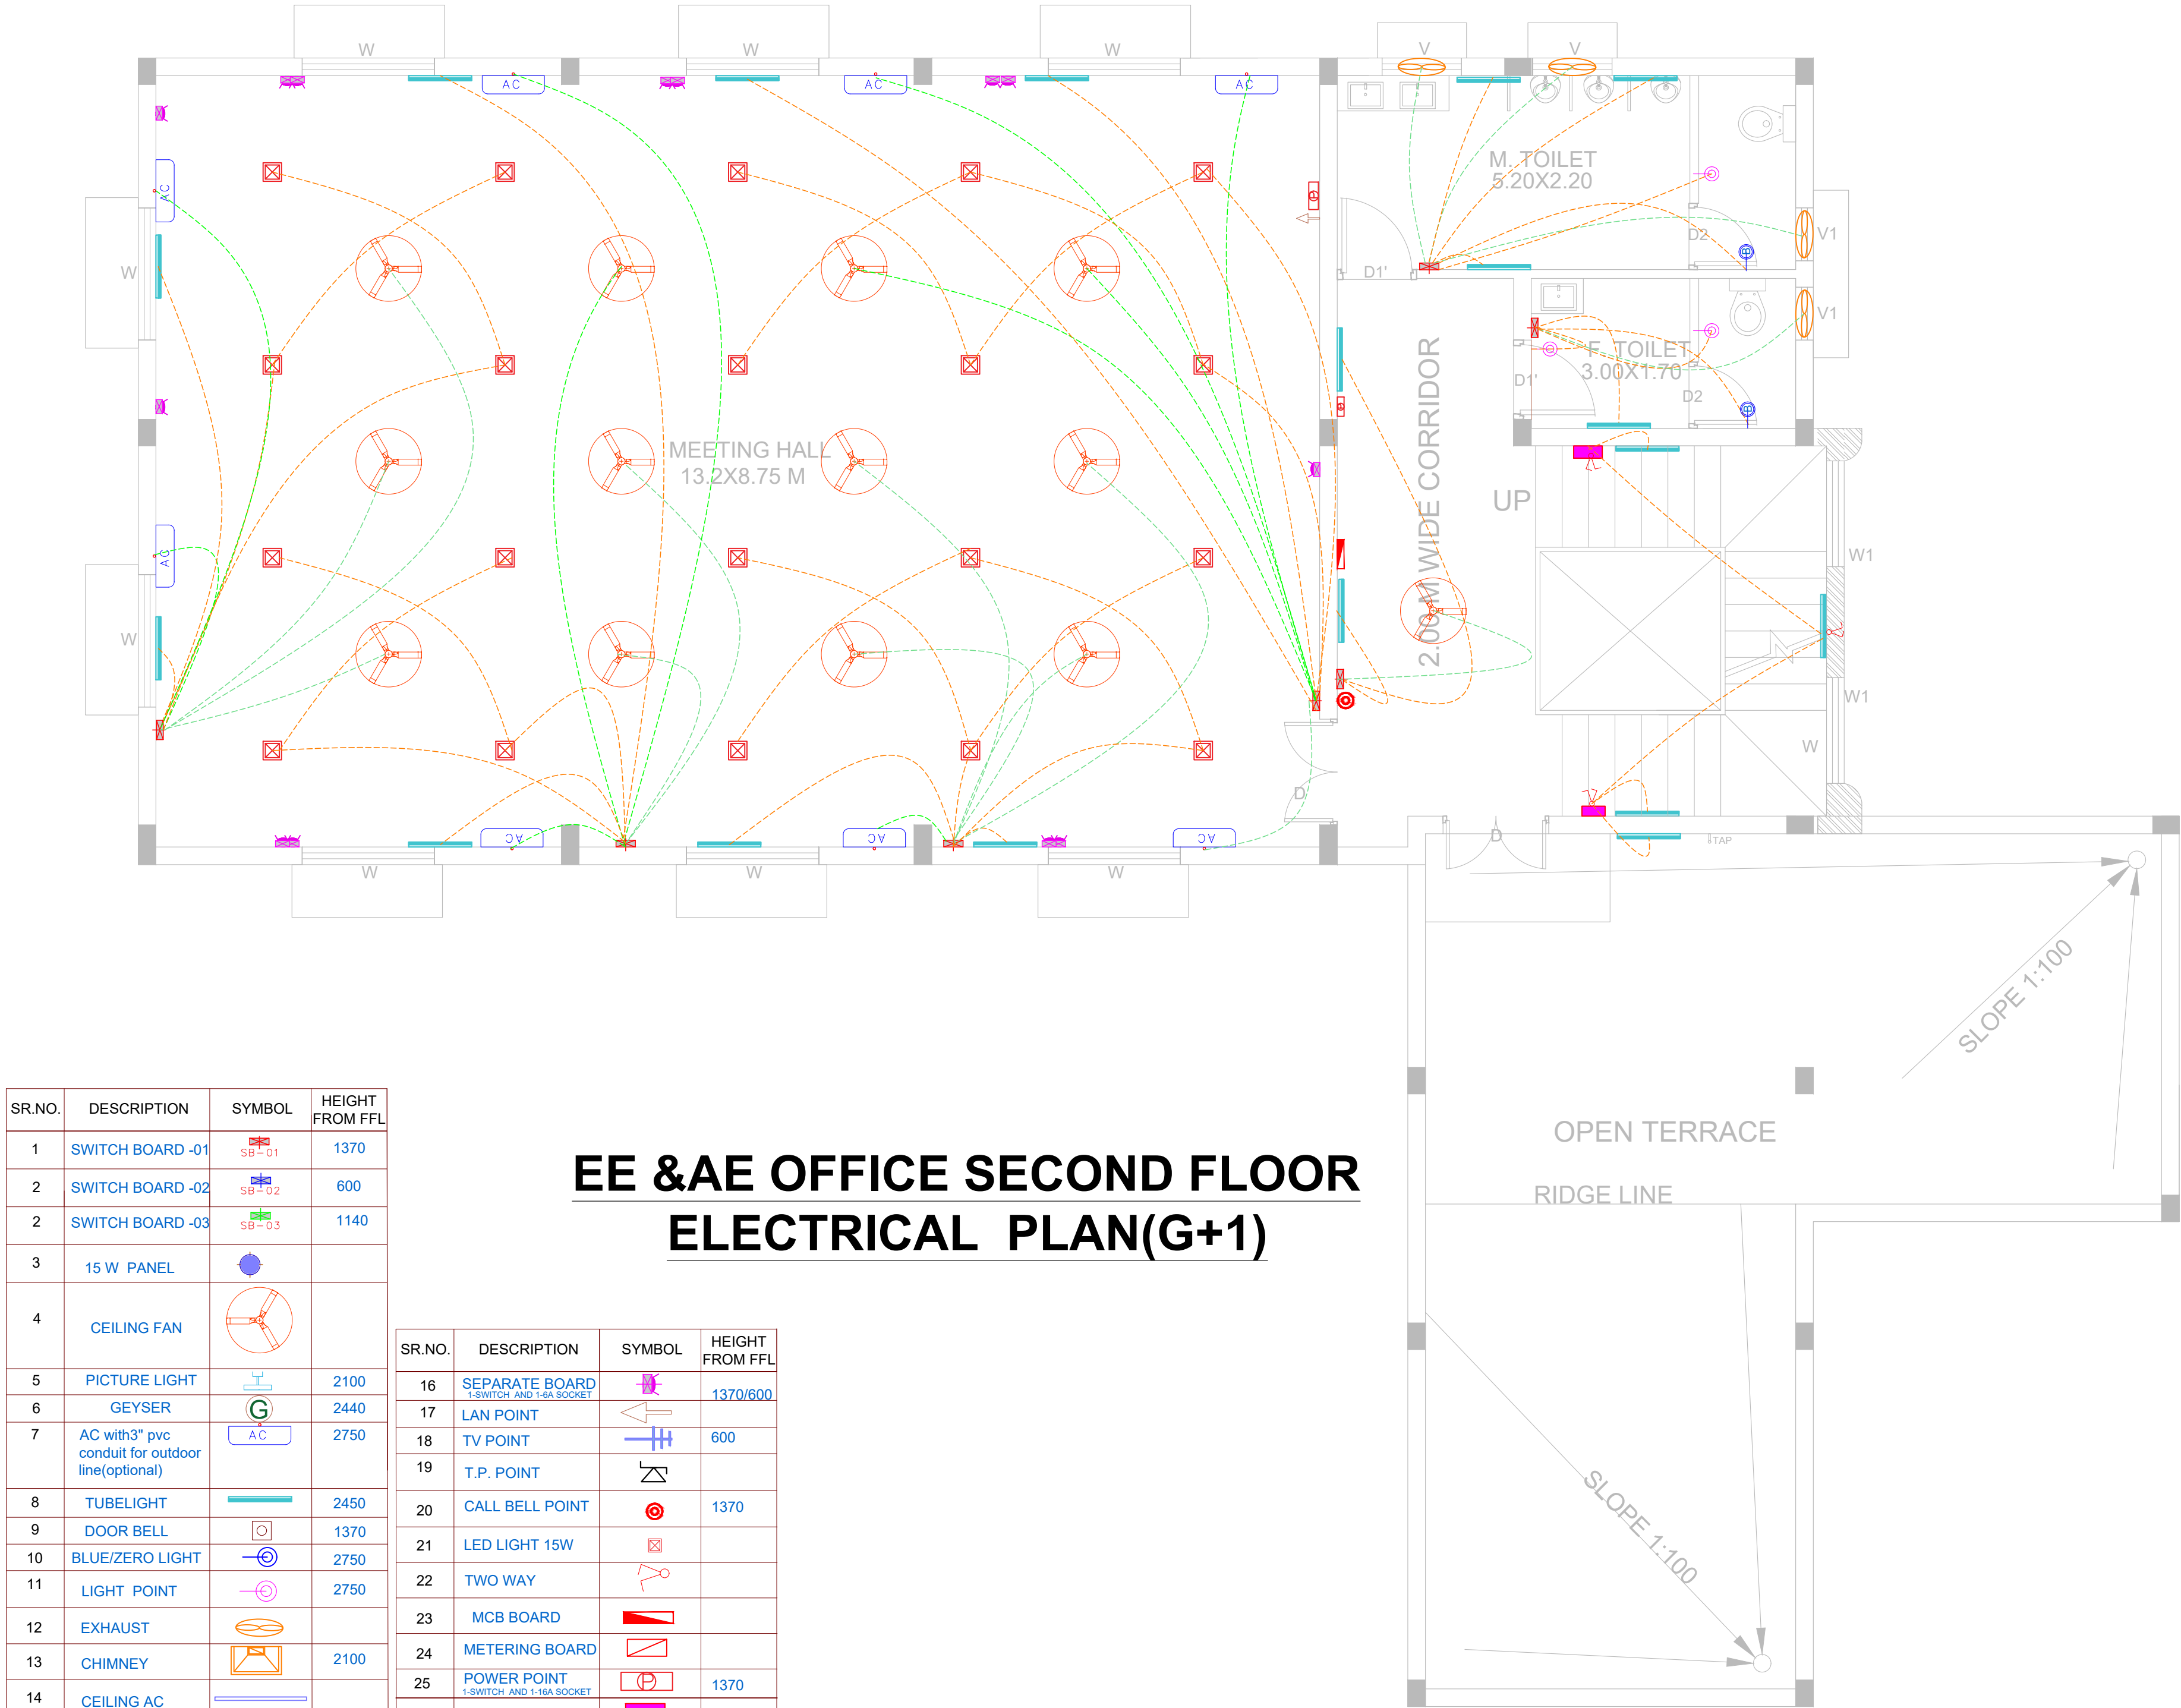 W W W V V
AC AC AC
M. TOILET
5.20X2.20
AC
W
D2
V1
D1'
V1
F. TOILET
3.00X1.70
D1'
D2
B
B
MEETING HALL
13.2X8.75 M
2.00 M WIDE CORRIDOR
UP
AC
W1
W
W1
W
D
AC AC AC
D
TAP
W W W
SLOPE 1:100
OPEN TERRACE
RIDGE LINE
SLOPE 1:100
EE &AE OFFICE SECOND FLOOR
ELECTRICAL PLAN(G+1)
SR.NO. DESCRIPTION SYMBOL HEIGHT FROM FFL
1 SWITCH BOARD -01 SB-01 1370
2 SWITCH BOARD -02 SB-02 600
2 SWITCH BOARD -03 SB-03 1140
3 15 W PANEL
4 CEILING FAN
5 PICTURE LIGHT 2100
6 GEYSER G 2440
7 AC with3" pvc AC 2750
conduit for outdoor
line(optional)
8 TUBELIGHT 2450
9 DOOR BELL 1370
10 BLUE/ZERO LIGHT 2750
11 LIGHT POINT 2750
12 EXHAUST
13 CHIMNEY 2100
14 CEILING AC
SR.NO. DESCRIPTION SYMBOL HEIGHT FROM FFL
16 SEPARATE BOARD 1370/600
1-SWITCH AND 1-6A SOCKET
17 LAN POINT
18 TV POINT 600
19 T.P. POINT
20 CALL BELL POINT 1370
21 LED LIGHT 15W
22 TWO WAY
23 MCB BOARD
24 METERING BOARD
25 POWER POINT P 1370
1-SWITCH AND 1-16A SOCKET